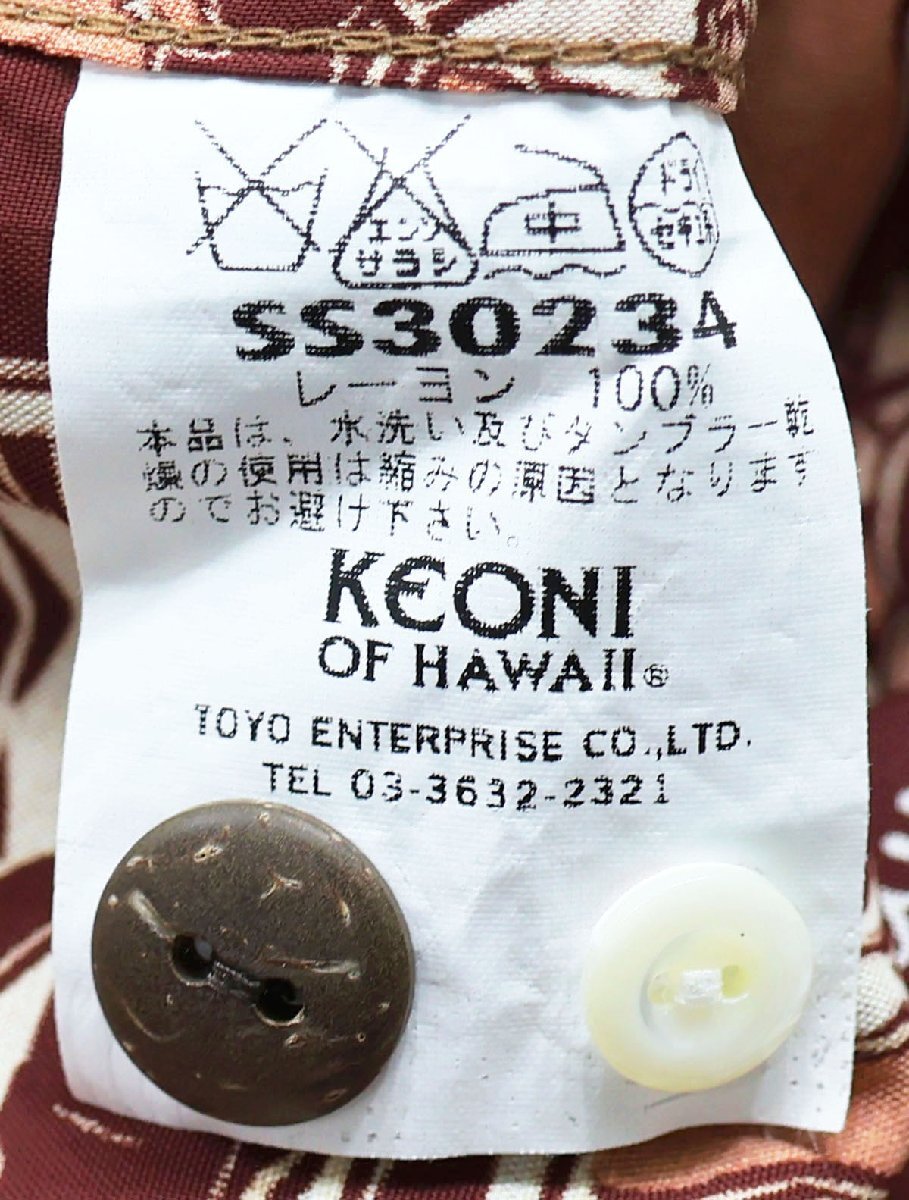 エンソ
サラシ
中
ドライ
セキユ系
SS30234
レーヨン 100%
本品は、水洗い及びタンブラー乾
燥の使用は縮みの原因となります
のでお避け下さい。
KEONI
OF HAWAII®
TOYO ENTERPRISE CO.,LTD.
TEL 03-3632-2321